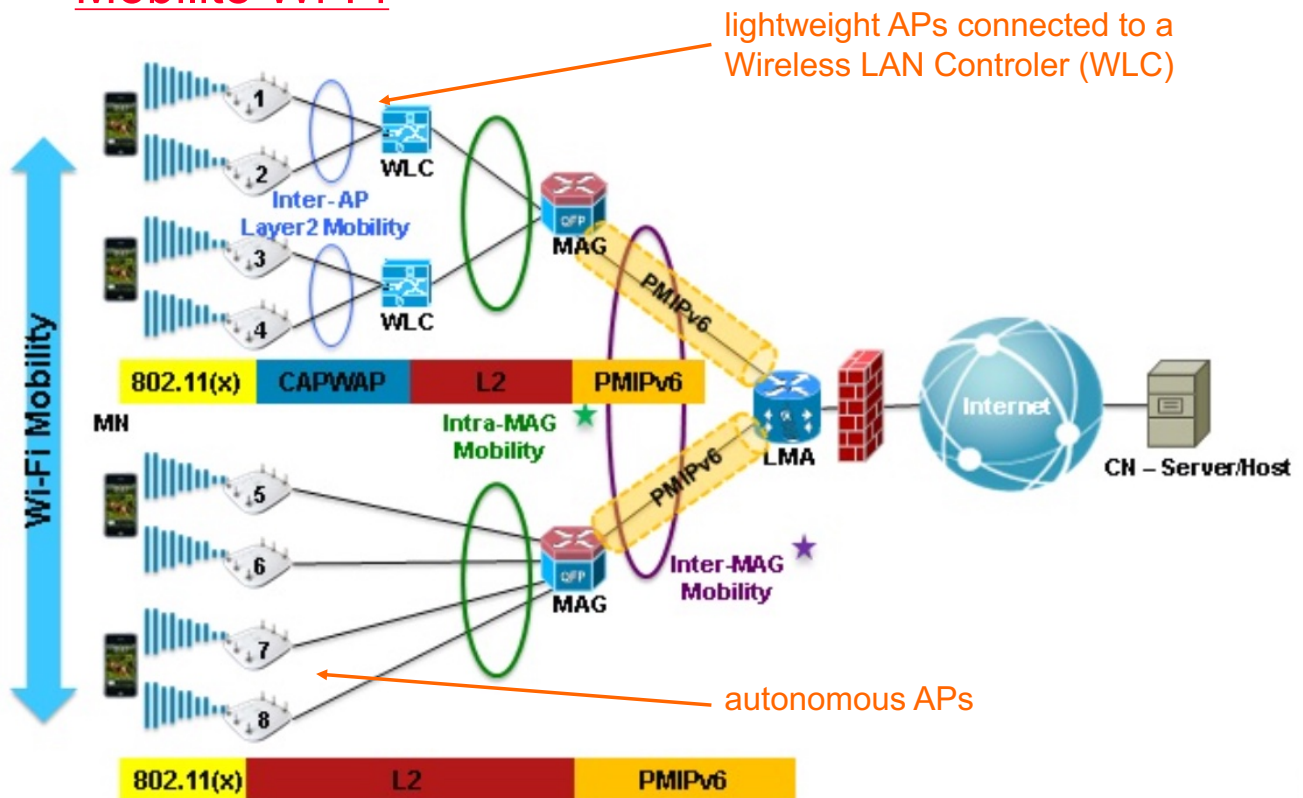 lightweight APs connected to a
Wireless LAN Controler (WLC)
1
2
WLC
Inter-AP
Layer2 Mobility
3
4
WLC
QFP
MAG
PMIPv6
Wi-Fi Mobility
802.11(x) CAPWAP L2 PMIPv6
MN
Intra-MAG
Mobility
LMA
Internet
CN – Server/Host
PMIPv6
5
6
7
8
QFP
MAG
Inter-MAG
Mobility
autonomous APs
802.11(x) L2 PMIPv6